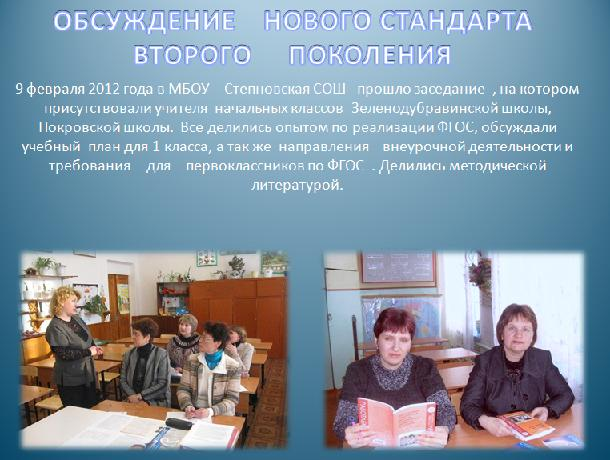 ОБСУЖДЕНИЕ НОВОГО СТАНДАРТА
ВТОРОГО ПОКОЛЕНИЯ
9 февраля 2012 года в МБОУ Степновская СОШ прошло заседание , на котором
присутствовали учителя начальных классов Зеленодубравинской школы,
Покровской школы. Все делились опытом по реализации ФГОС, обсуждали
учебный план для 1 класса, а так же направления внеурочной деятельности и
требования для первоклассников по ФГОС . Делились методической
литературой.